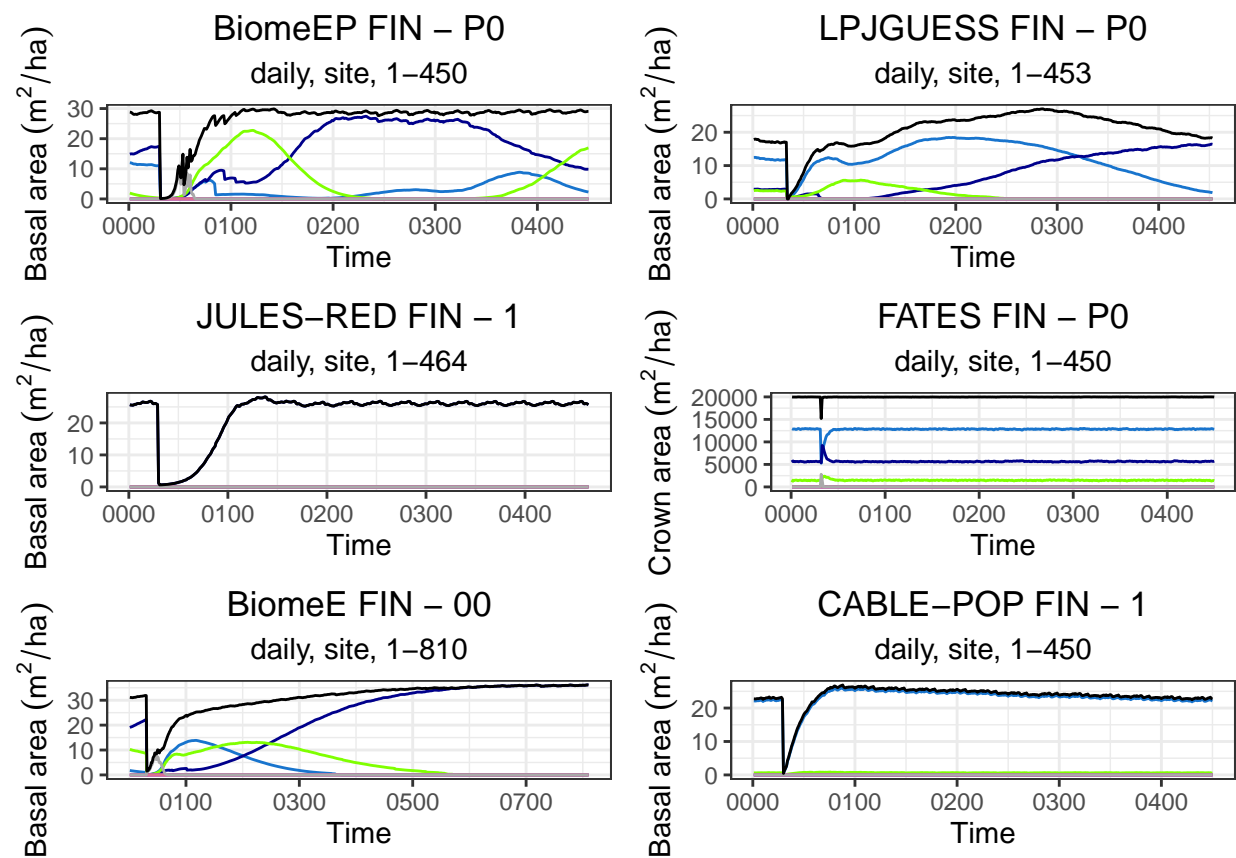 BiomeEP FIN − P0
daily, site, 1−450
Basal area (m²/ha)
30
20
10
0
0000 0100 0200 0300 0400
Time
LPJGUESS FIN − P0
daily, site, 1−453
Basal area (m²/ha)
20
10
0
0000 0100 0200 0300 0400
Time
JULES−RED FIN − 1
daily, site, 1−464
Basal area (m²/ha)
20
10
0
0000 0100 0200 0300 0400
Time
FATES FIN − P0
daily, site, 1−450
Crown area (m²/ha)
20000
15000
10000
5000
0
0000 0100 0200 0300 0400
Time
BiomeE FIN − 00
daily, site, 1−810
Basal area (m²/ha)
30
20
10
0
0100 0300 0500 0700
Time
CABLE−POP FIN − 1
daily, site, 1−450
Basal area (m²/ha)
20
10
0
0000 0100 0200 0300 0400
Time